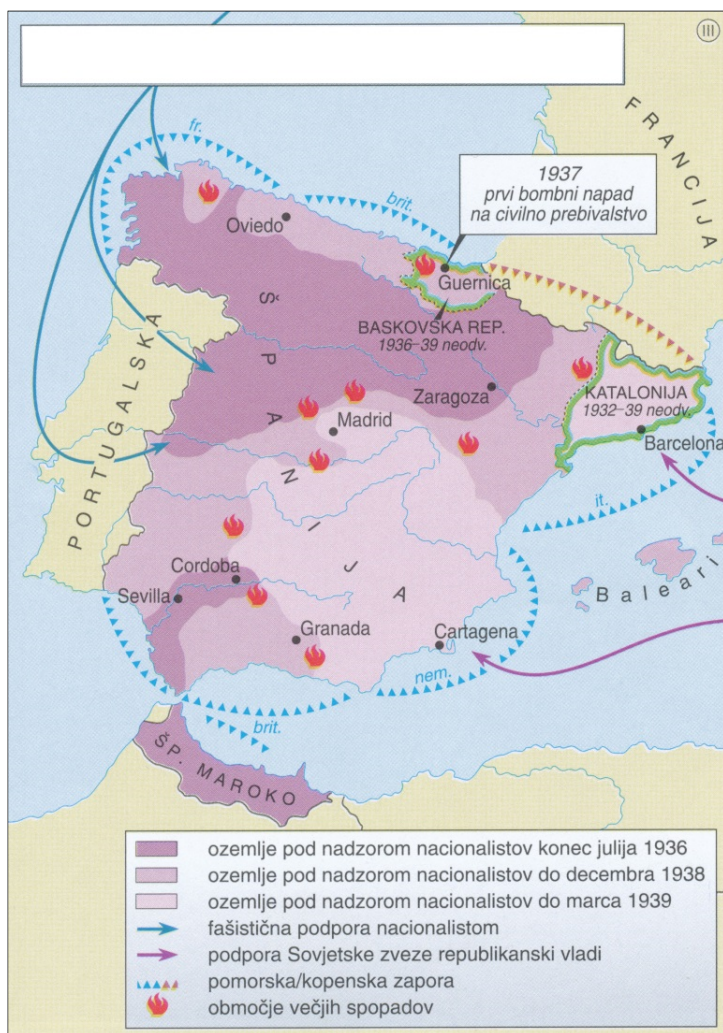 III
FRANCIJA
fr.
brit.
1937
prvi bombni napad
na civilno prebivalstvo
Oviedo
Guernica
BASKOVSKA REP.
1936–39 neodv.
ŠPANIJA
PORTUGALSKA
Zaragoza
KATALONIJA
1932–39 neodv.
Madrid
Barcelona
it.
Baleari
Cordoba
Sevilla
Granada
Cartagena
nem.
brit.
ŠP. MAROKO
ozemlje pod nadzorom nacionalistov konec julija 1936
ozemlje pod nadzorom nacionalistov do decembra 1938
ozemlje pod nadzorom nacionalistov do marca 1939
fašistična podpora nacionalistom
podpora Sovjetske zveze republikanski vladi
pomorska/kopenska zapora
območje večjih spopadov